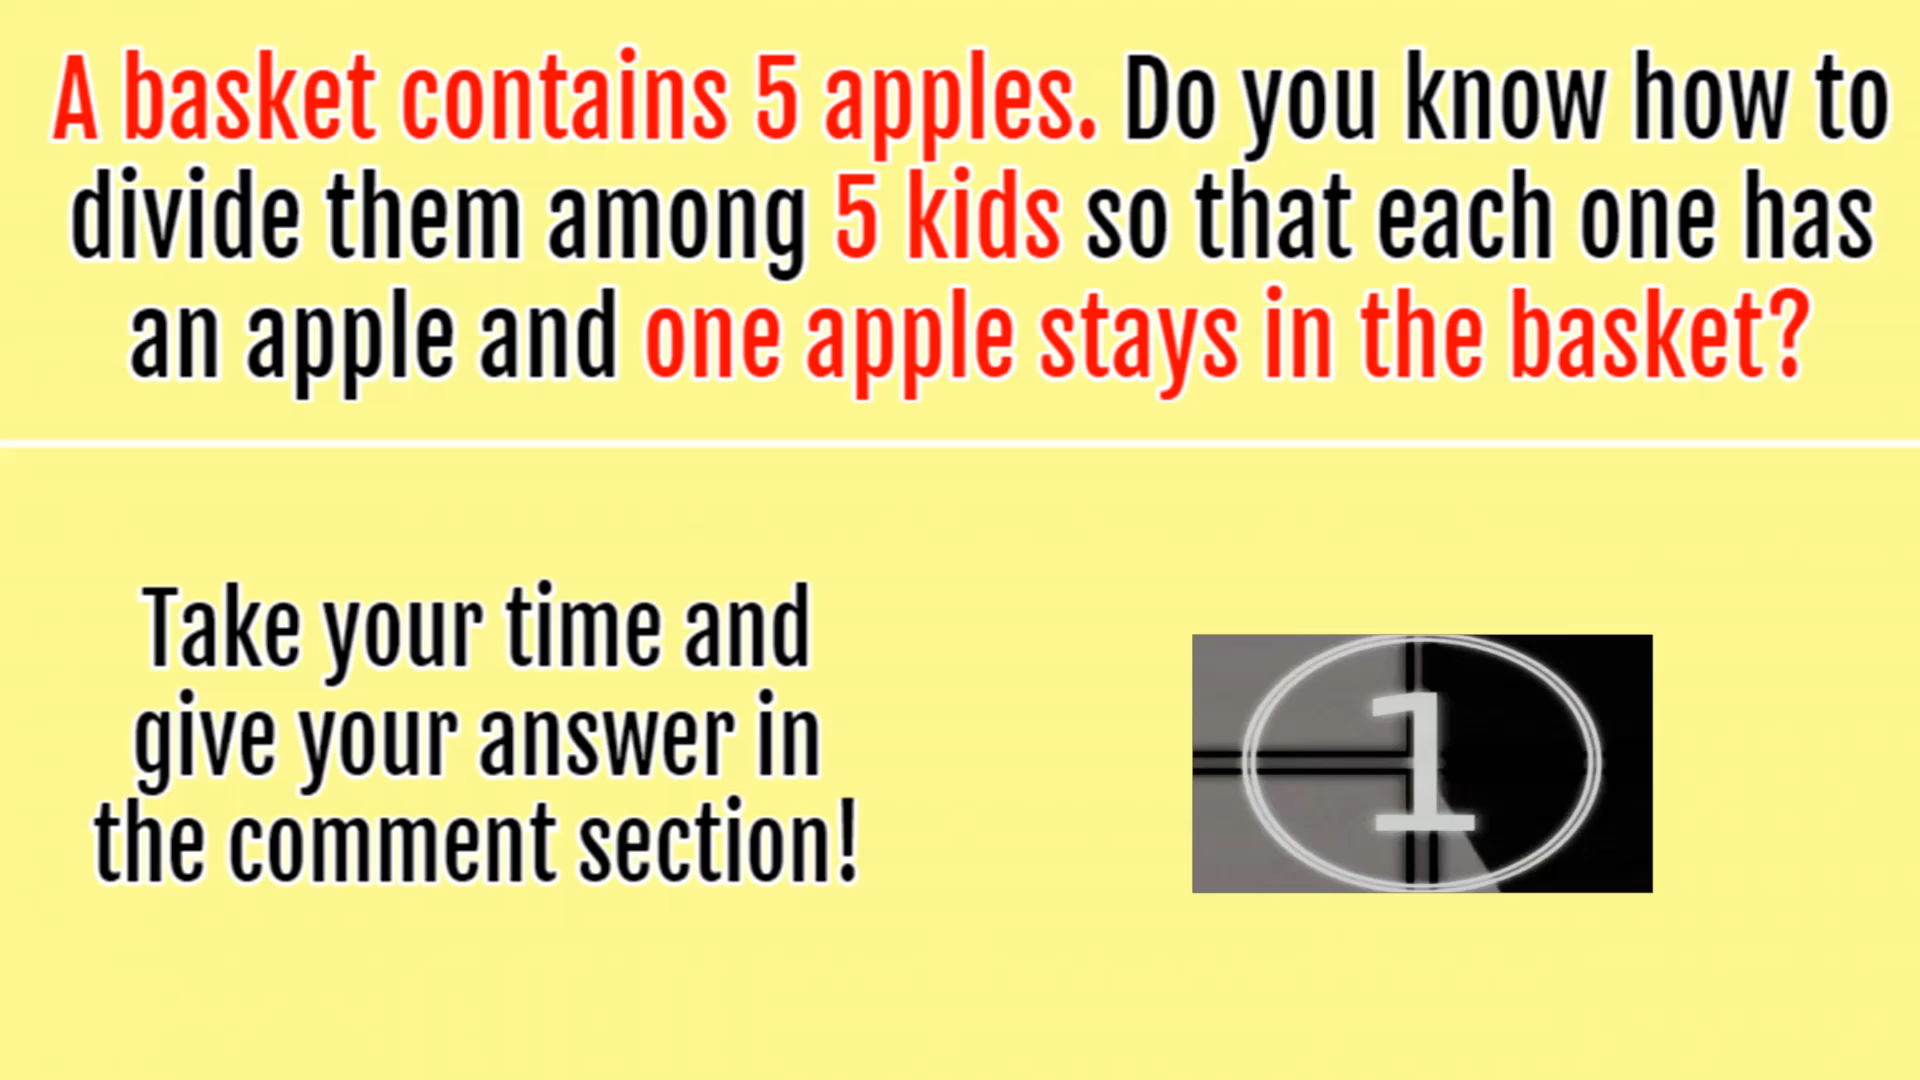 A basket contains 5 apples. Do you know how to
divide them among 5 kids so that each one has
an apple and one apple stays in the basket?
Take your time and
give your answer in
the comment section!
1